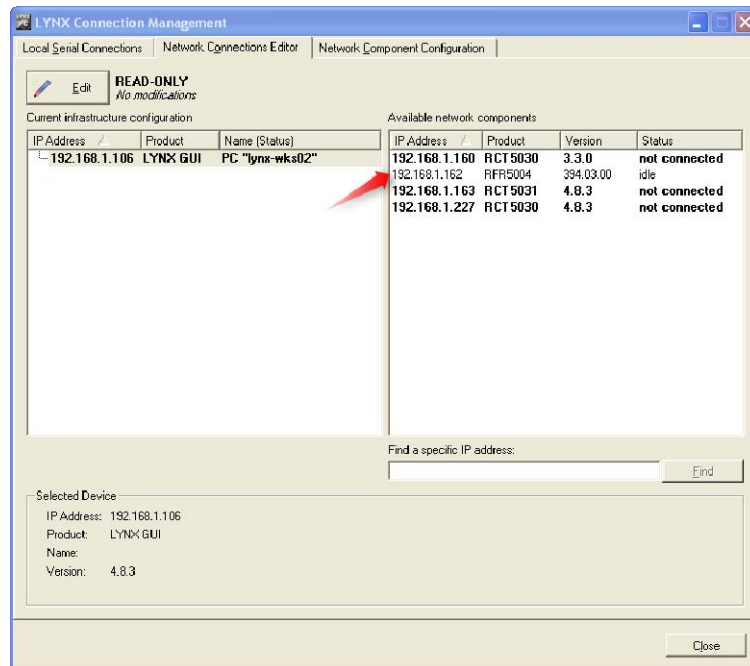 LYNX Connection Management
Local Serial Connections Network Connections Editor Network Component Configuration
Edit READ-ONLY
No modifications
Current infrastructure configuration
IP Address Product Name (Status)
192.168.1.106 LYNX GUI PC "lynx-wks02"
Available network components
IP Address Product Version Status
192.168.1.160 RCT5030 3.3.0 not connected
192.168.1.162 RFR5004 394.03.00 idle
192.168.1.163 RCT5031 4.8.3 not connected
192.168.1.227 RCT5030 4.8.3 not connected
Find a specific IP address:
Find
Selected Device
IP Address: 192.168.1.106
Product: LYNX GUI
Name:
Version: 4.8.3
Close